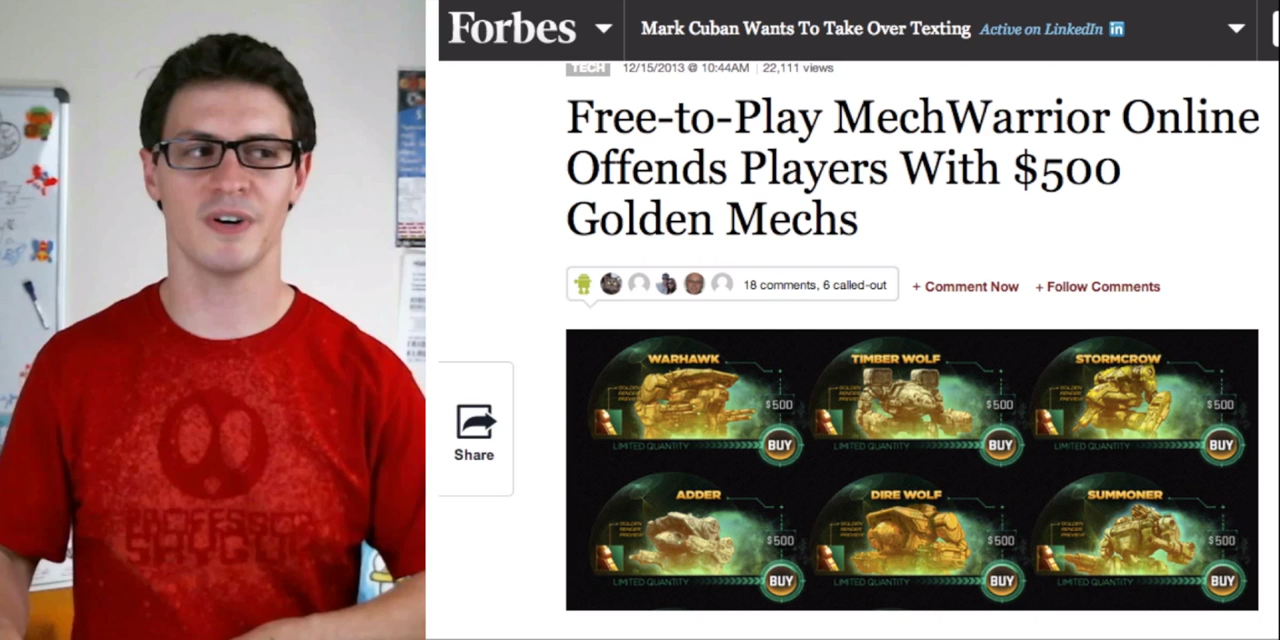 Forbes
Mark Cuban Wants To Take Over Texting Active on LinkedIn in
TECH 12/15/2013 @ 10:44AM | 22,111 views
Free-to-Play MechWarrior Online
Offends Players With $500
Golden Mechs
18 comments, 6 called-out + Comment Now + Follow Comments
Share
WARHAWK
$500
LIMITED QUANTITY
BUY
TIMBER WOLF
$500
LIMITED QUANTITY
BUY
STORMCROW
$500
LIMITED QUANTITY
BUY
ADDER
$500
LIMITED QUANTITY
BUY
DIRE WOLF
$500
LIMITED QUANTITY
BUY
SUMMONER
$500
LIMITED QUANTITY
BUY
PROFESSOR